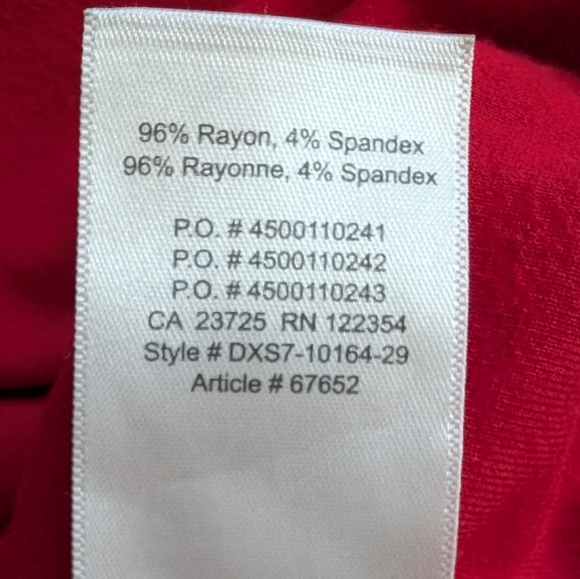 96% Rayon, 4% Spandex
96% Rayonne, 4% Spandex
P.O. # 4500110241
P.O. # 4500110242
P.O. # 4500110243
CA 23725 RN 122354
Style # DXS7-10164-29
Article # 67652